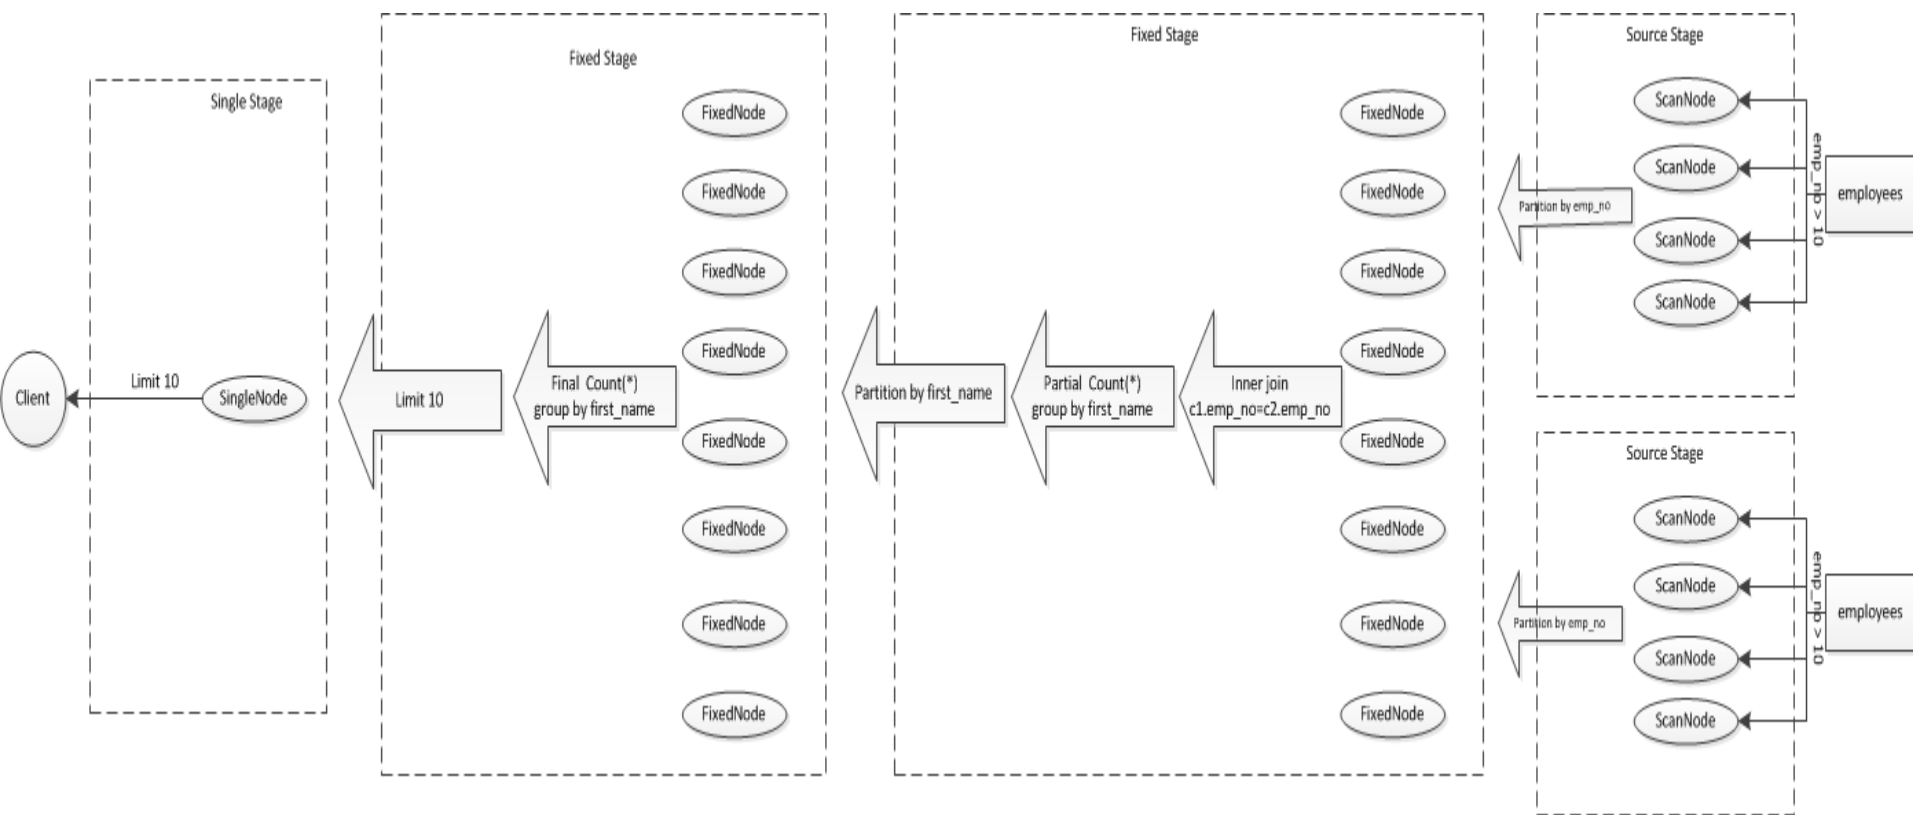 Client
Limit 10
Single Stage
SingleNode
Fixed Stage
Limit 10
Final Count(*)
group by first_name
FixedNode
FixedNode
FixedNode
FixedNode
FixedNode
FixedNode
FixedNode
FixedNode
Fixed Stage
Partition by first_name
Partial Count(*)
group by first_name
Inner join
c1.emp_no=c2.emp_no
FixedNode
FixedNode
FixedNode
FixedNode
FixedNode
FixedNode
FixedNode
FixedNode
Source Stage
Partition by emp_no
ScanNode
ScanNode
ScanNode
ScanNode
emp_no > 10
employees
Source Stage
Partition by emp_no
ScanNode
ScanNode
ScanNode
ScanNode
emp_no > 10
employees